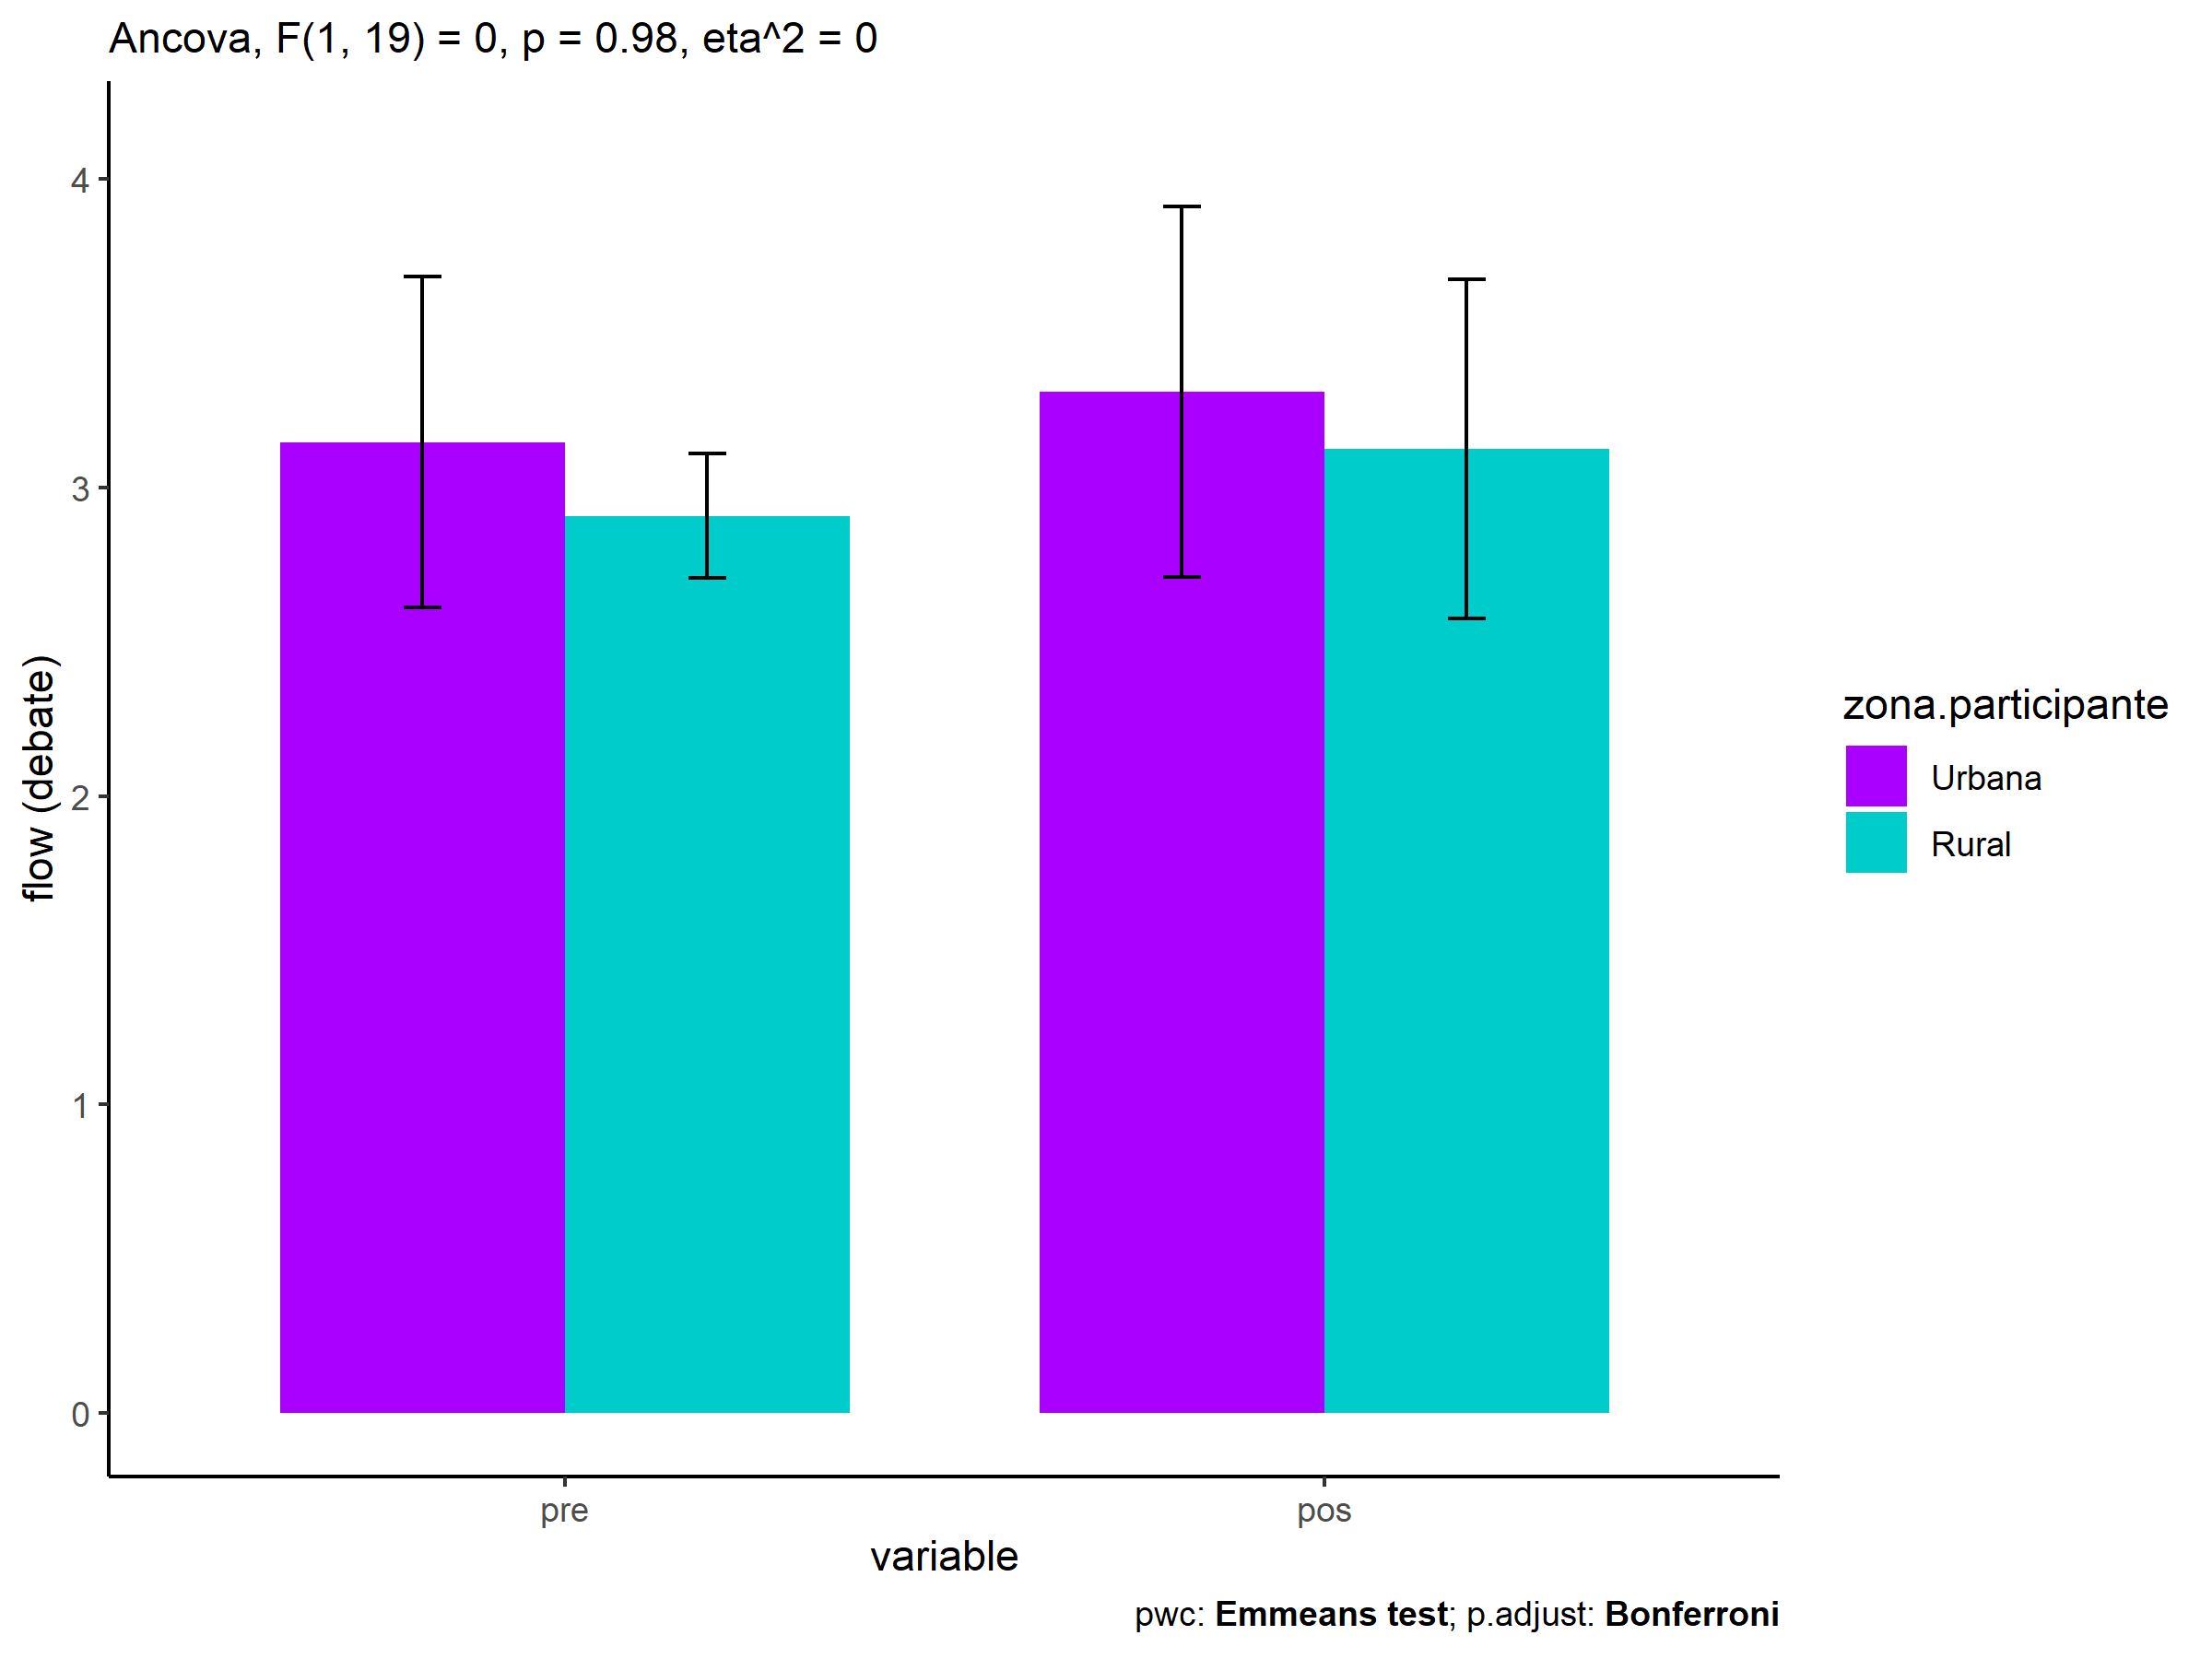 Ancova, F(1, 19) = 0, p = 0.98, eta^2 = 0
flow (debate)
4
3
2
1
0
pre
pos
variable
zona.participante
Urbana
Rural
pwc: Emmeans test; p.adjust: Bonferroni